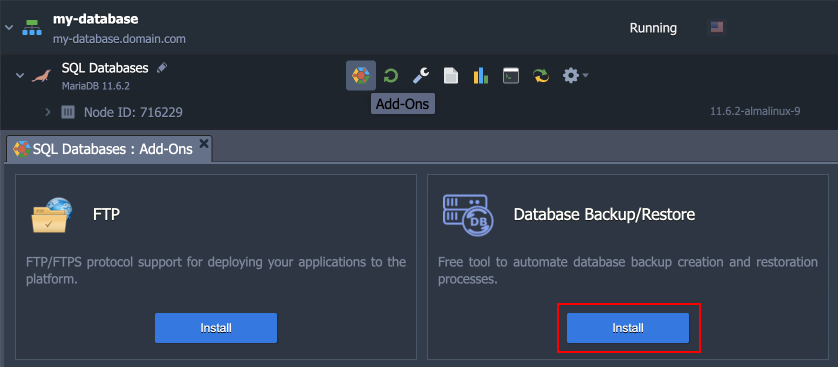 my-database
my-database.domain.com
Running
SQL Databases
MariaDB 11.6.2
Add-Ons
Node ID: 716229
11.6.2-almalinux-9
SQL Databases : Add-Ons
FTP
FTP/FTPS protocol support for deploying your applications to the
platform.
Install
DB
Database Backup/Restore
Free tool to automate database backup creation and restoration
processes.
Install